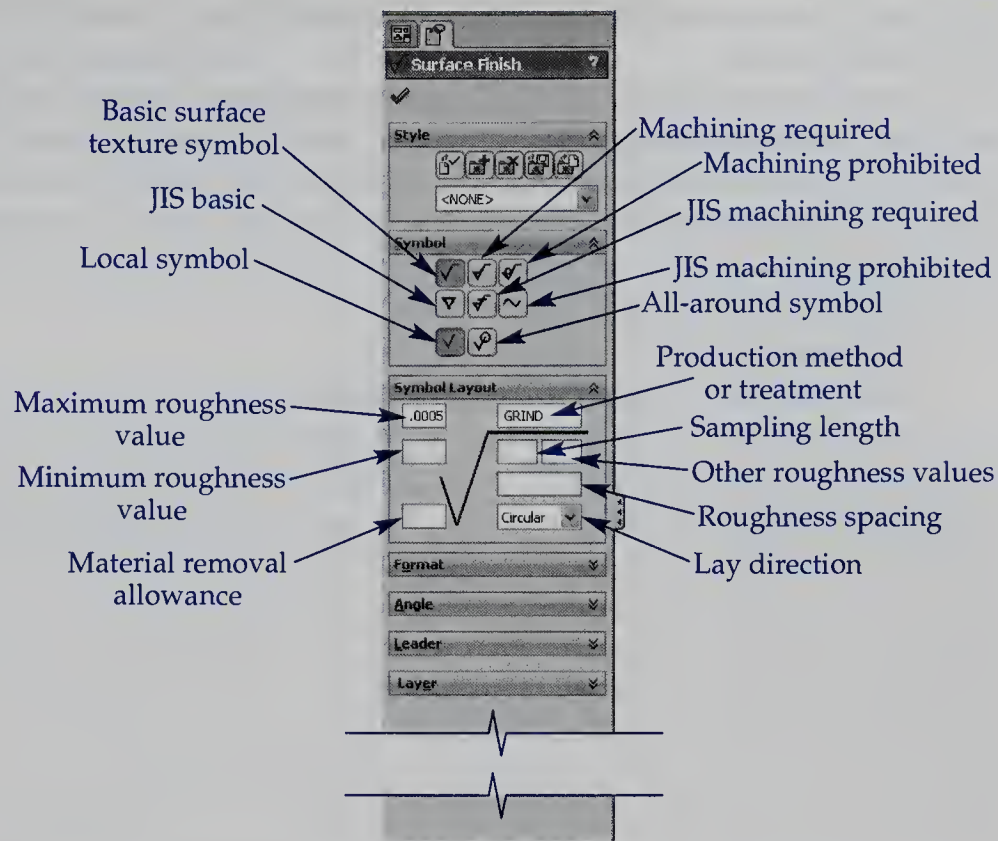 Surface Finish ?
Basic surface
texture symbol
JIS basic
Local symbol
Style
<NONE>
Machining required
Machining prohibited
JIS machining required
Symbol
JIS machining prohibited
All-around symbol
Production method
or treatment
Symbol Layout
Maximum roughness
value
.0005
GRIND
Sampling length
Minimum roughness
value
Other roughness values
Roughness spacing
Material removal
allowance
Circular
Lay direction
Format
Angle
Leader
Layer